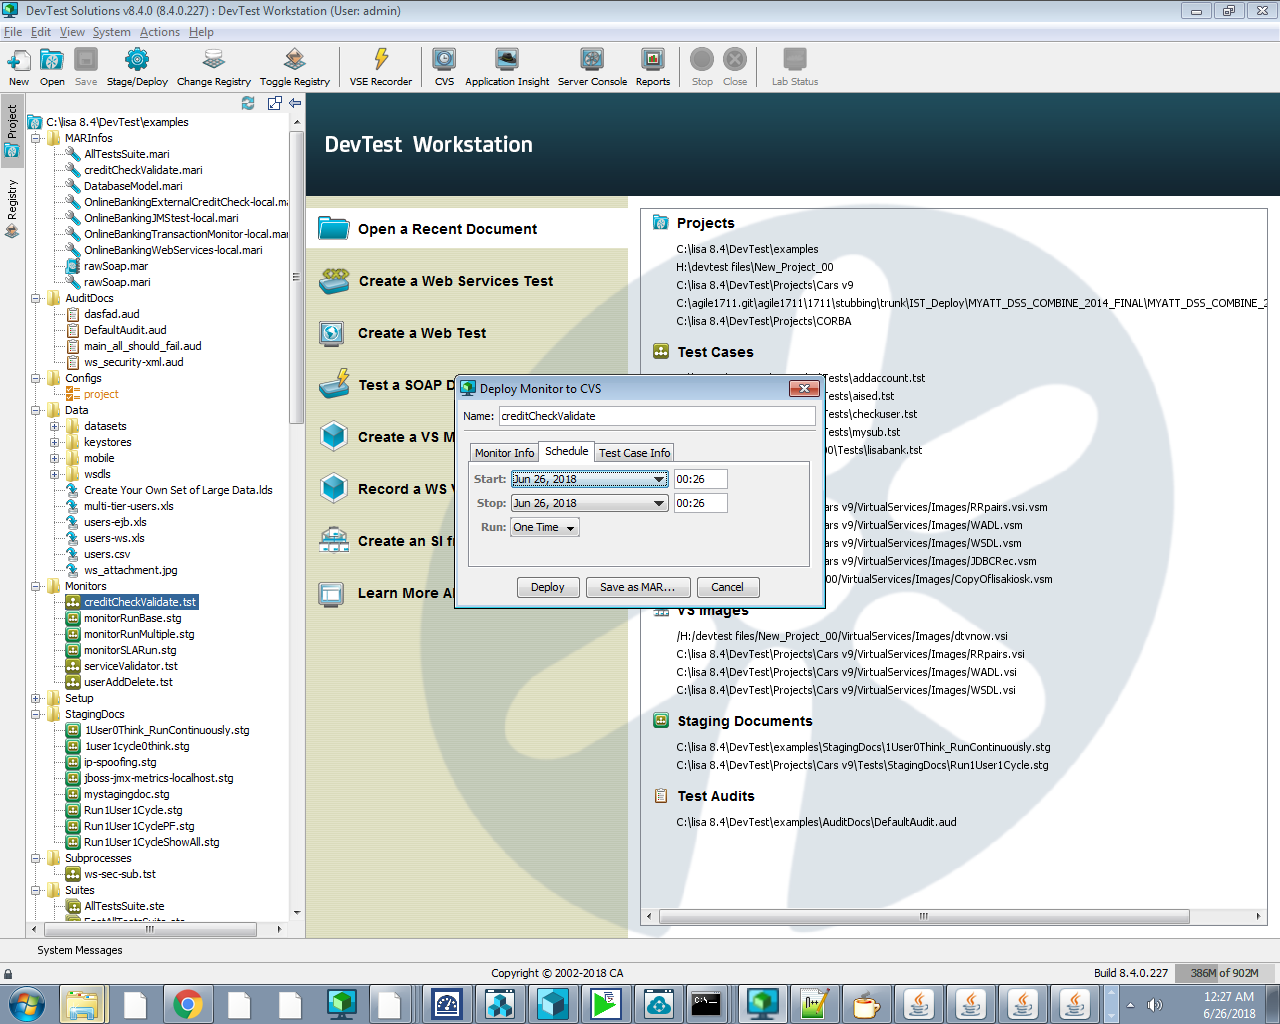 DevTest Solutions v8.4.0 (8.4.0.227) : DevTest Workstation (User: admin)
File Edit View System Actions Help
New Open Save Stage/Deploy Change Registry Toggle Registry VSE Recorder CVS Application Insight Server Console Reports Stop Close Lab Status
Project
Registry
C:\lisa 8.4\DevTest\examples
MARInfos
AllTestsSuite.mari
creditCheckValidate.mari
DatabaseModel.mari
OnlineBankingExternalCreditCheck-local.ma
OnlineBankingJMStest-local.mari
OnlineBankingTransactionMonitor-local.mari
OnlineBankingWebServices-local.mari
rawSoap.mar
rawSoap.mari
AuditDocs
dasfad.aud
DefaultAudit.aud
main_all_should_fail.aud
ws_security-xml.aud
Configs
project
Data
datasets
keystores
mobile
wsdls
Create Your Own Set of Large Data.lds
multi-tier-users.xls
users-ejb.xls
users-ws.xls
users.csv
ws_attachment.jpg
Monitors
creditCheckValidate.tst
monitorRunBase.stg
monitorRunMultiple.stg
monitorSLARun.stg
serviceValidator.tst
userAddDelete.tst
Setup
StagingDocs
1User0Think_RunContinuously.stg
1user1cycle0think.stg
ip-spoofing.stg
jboss-jmx-metrics-localhost.stg
mystagingdoc.stg
Run1User1Cycle.stg
Run1User1CyclePF.stg
Run1User1CycleShowAll.stg
Subprocesses
ws-sec-sub.tst
Suites
AllTestsSuite.ste
DevTest Workstation
Open a Recent Document
Create a Web Services Test
Create a Web Test
Test a SOAP D
Create a VS M
Record a WS V
Create an SI f
Learn More A
Projects
C:\lisa 8.4\DevTest\examples
H:\devtest files\New_Project_00
C:\lisa 8.4\DevTest\Projects\Cars v9
C:\agile1711.git\agile1711\1711\stubbing\trunk\IST_Deploy\MYATT_DSS_COMBINE_2014_FINAL\MYATT_DSS_COMBINE_2
C:\lisa 8.4\DevTest\Projects\CORBA
Test Cases
Tests\addaccount.tst
Tests\aised.tst
Tests\checkuser.tst
Tests\mysub.tst
00\Tests\lisabank.tst
ars v9/VirtualServices/Images/RRpairs.vsi.vsm
ars v9/VirtualServices/Images/WADL.vsm
ars v9/VirtualServices/Images/WSDL.vsm
ars v9/VirtualServices/Images/JDBCRec.vsm
00/VirtualServices/Images/CopyOflisakiosk.vsm
VS Images
/H:/devtest files/New_Project_00/VirtualServices/Images/dtvnow.vsi
C:\lisa 8.4\DevTest\Projects\Cars v9/VirtualServices/Images/RRpairs.vsi
C:\lisa 8.4\DevTest\Projects\Cars v9/VirtualServices/Images/WADL.vsi
C:\lisa 8.4\DevTest\Projects\Cars v9/VirtualServices/Images/WSDL.vsi
Staging Documents
C:\lisa 8.4\DevTest\examples\StagingDocs\1User0Think_RunContinuously.stg
C:\lisa 8.4\DevTest\Projects\Cars v9\Tests\StagingDocs\Run1User1Cycle.stg
Test Audits
C:\lisa 8.4\DevTest\examples\AuditDocs\DefaultAudit.aud
Deploy Monitor to CVS
Name: creditCheckValidate
Monitor Info Schedule Test Case Info
Start: Jun 26, 2018 00:26
Stop: Jun 26, 2018 00:26
Run: One Time
Deploy Save as MAR... Cancel
System Messages
Copyright © 2002-2018 CA
Build 8.4.0.227 386M of 902M
12:27 AM
6/26/2018